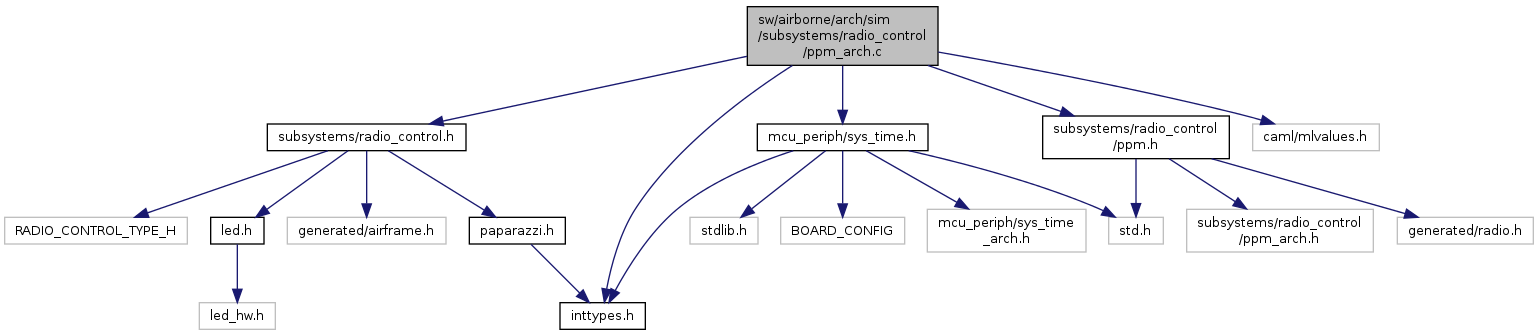 sw/airborne/arch/sim
/subsystems/radio_control
/ppm_arch.c
subsystems/radio_control.h
mcu_periph/sys_time.h
subsystems/radio_control
/ppm.h
caml/mlvalues.h
RADIO_CONTROL_TYPE_H
led.h
generated/airframe.h
paparazzi.h
stdlib.h
BOARD_CONFIG
mcu_periph/sys_time
_arch.h
std.h
subsystems/radio_control
/ppm_arch.h
generated/radio.h
led_hw.h
inttypes.h